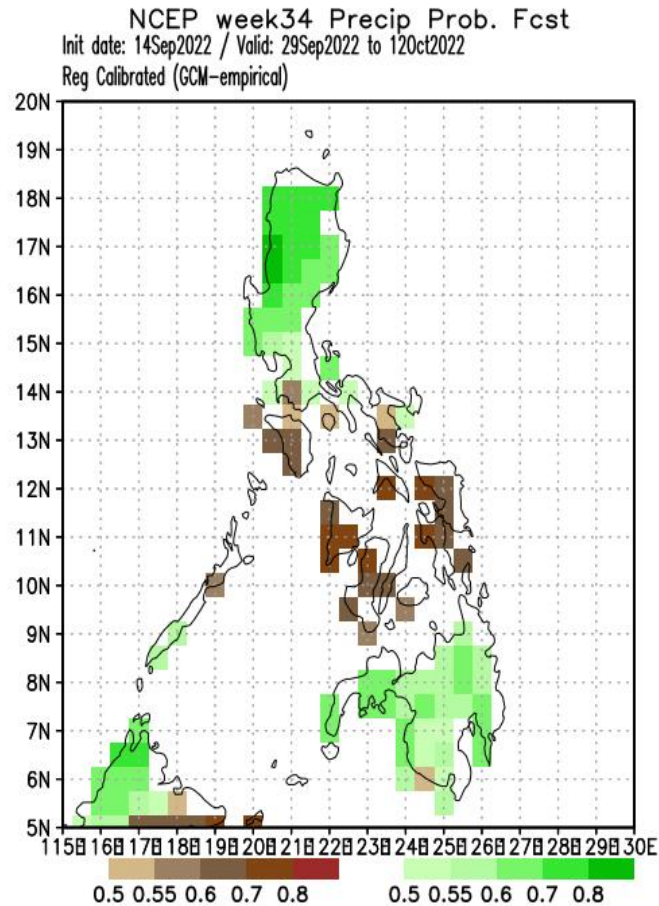 NCEP week34 Precip Prob. Fcst
Init date: 14Sep2022 / Valid: 29Sep2022 to 12Oct2022
Reg Calibrated (GCM-empirical)
20N
19N
18N
17N
16N
15N
14N
13N
12N
11N
10N
9N
8N
7N
6N
5N
115E 116E 117E 118E 119E 120E 121E 122E 123E 124E 125E 126E 127E 128E 129E 130E
0.5 0.55 0.6 0.7 0.8 0.5 0.55 0.6 0.7 0.8